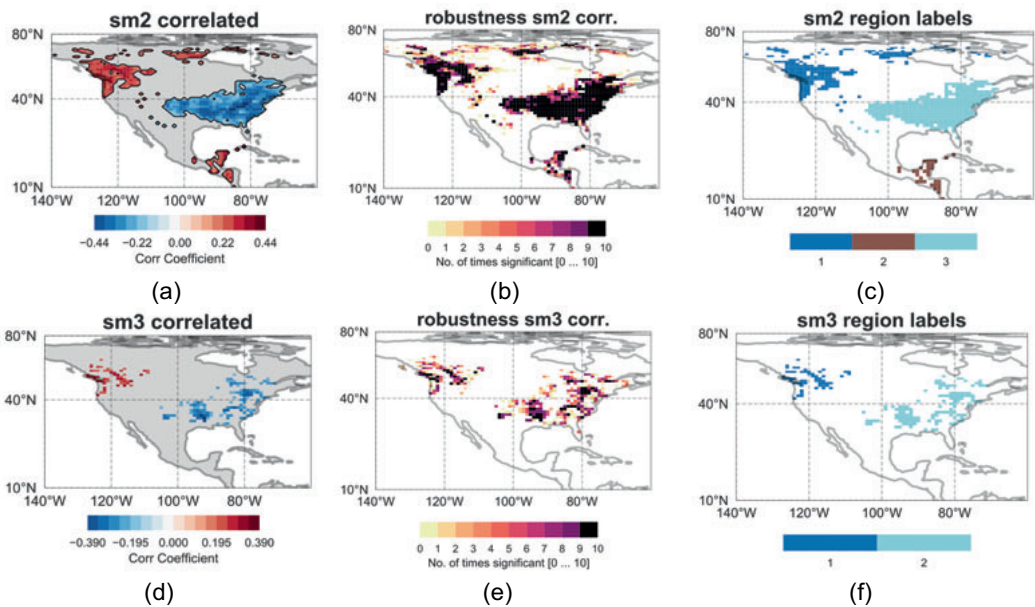 sm2 correlated
robustness sm2 corr.
sm2 region labels
80°N
40°N
10°N
140°W 120°W 100°W 80°W
80°N
40°N
10°N
140°W 120°W 100°W 80°W
80°N
40°N
10°N
140°W 120°W 100°W 80°W
−0.44 −0.22 0.00 0.22 0.44
Corr Coefficient
0 1 2 3 4 5 6 7 8 9 10
No. of times significant [0 ... 10]
1 2 3
(a)
(b)
(c)
sm3 correlated
robustness sm3 corr.
sm3 region labels
80°N
40°N
10°N
140°W 120°W 100°W 80°W
80°N
40°N
10°N
140°W 120°W 100°W 80°W
80°N
40°N
10°N
140°W 120°W 100°W 80°W
−0.390 −0.195 0.000 0.195 0.390
Corr Coefficient
0 1 2 3 4 5 6 7 8 9 10
No. of times significant [0 ... 10]
1 2
(d)
(e)
(f)